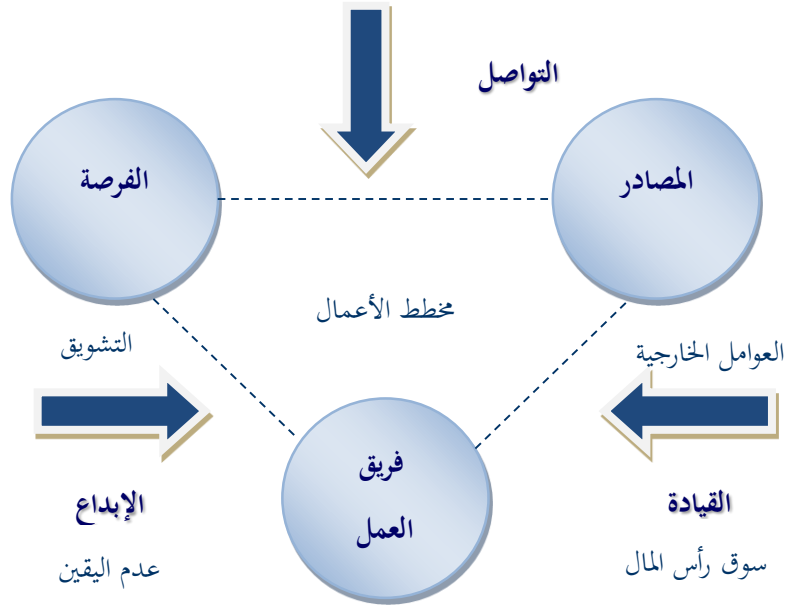 التواصل
المصادر
الفرصة
مخطط الأعمال
العوامل الخارجية
التشويق
فريق
العمل
القيادة
الإبداع
سوق رأس المال
عدم اليقين